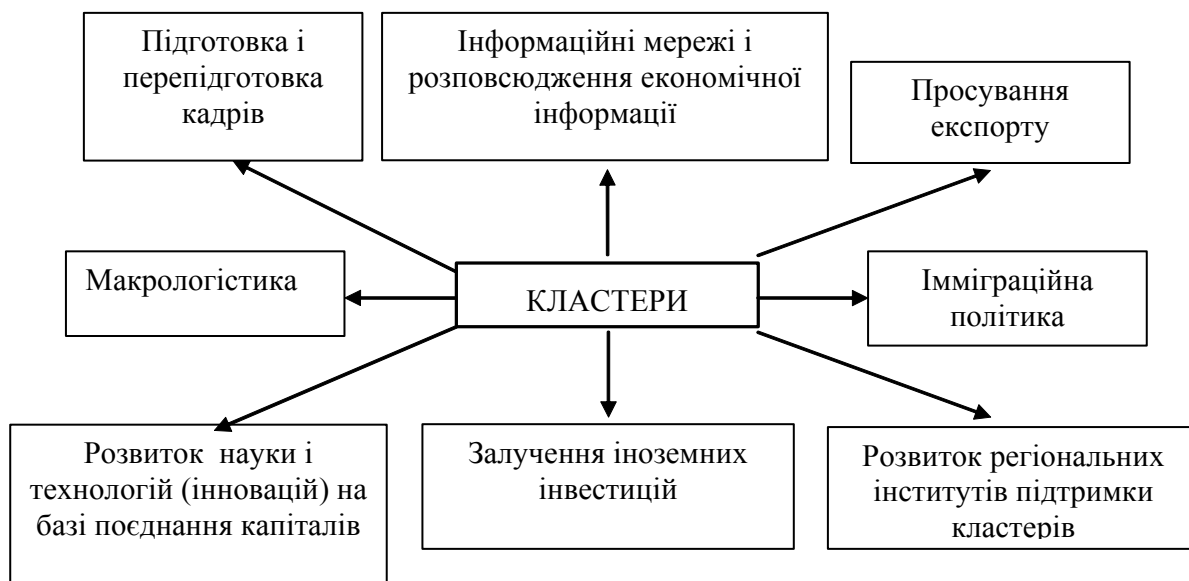 Підготовка і
перепідготовка
кадрів
Інформаційні мережі і
розповсюдження економічної
інформації
Просування
експорту
Макрологістика
КЛАСТЕРИ
Імміграційна
політика
Розвиток науки і
технологій (інновацій) на
базі поєднання капіталів
Залучення іноземних
інвестицій
Розвиток регіональних
інститутів підтримки
кластерів